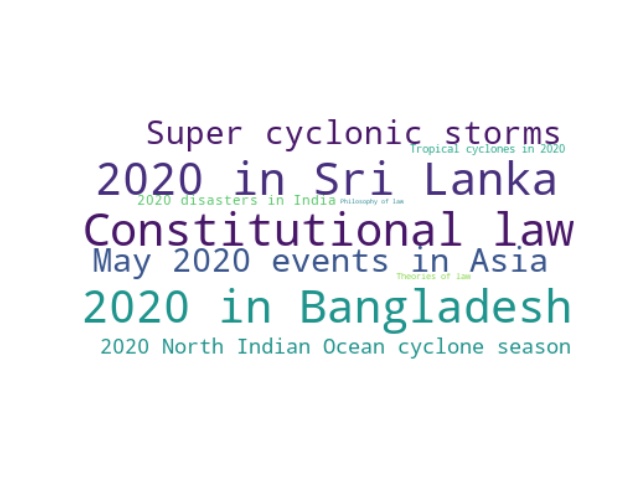 Super cyclonic storms
Tropical cyclones in 2020
2020 in Sri Lanka
2020 disasters in India
Philosophy of law
Constitutional law
May 2020 events in Asia
Theories of law
2020 in Bangladesh
2020 North Indian Ocean cyclone season